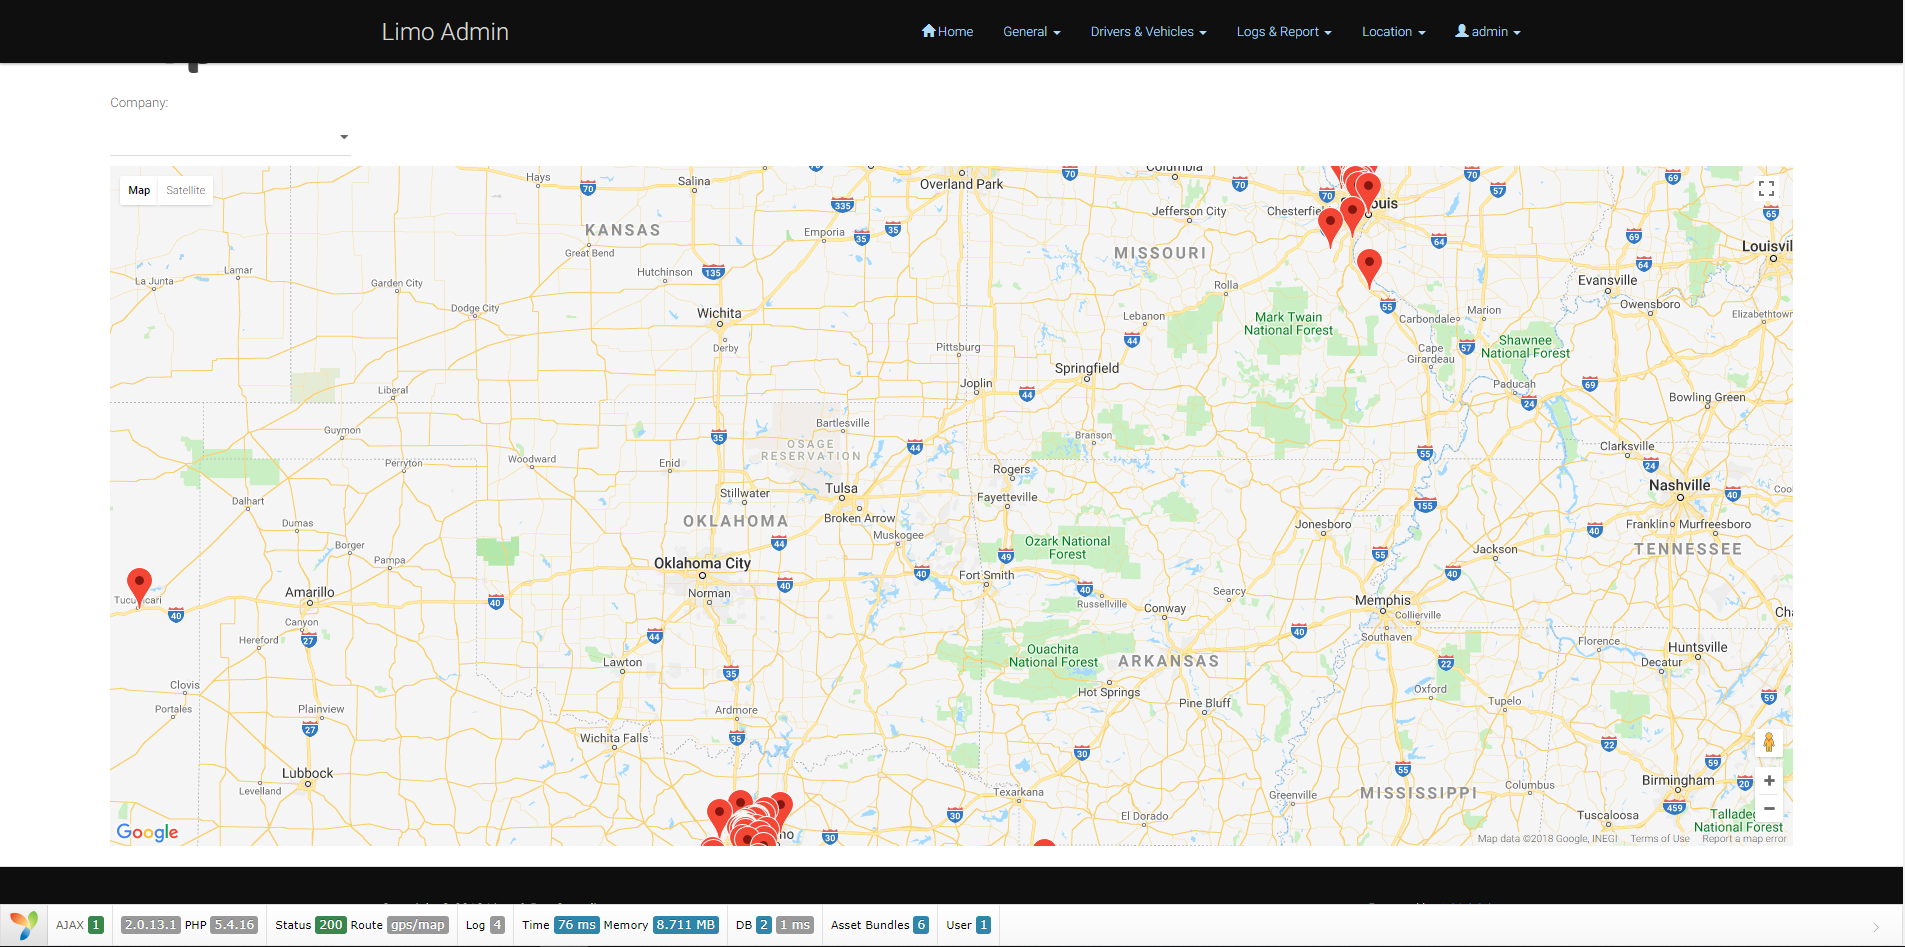 Limo Admin
Home General Drivers & Vehicles Logs & Report Location admin
Company:
Map Satellite
Hays
Salina
Overland Park
Columbia
Jefferson City
Chesterfield
KANSAS
Emporia
MISSOURI
Louisvil
Great Bend
Hutchinson
La Junta
Lamar
Garden City
Rolla
Evansville
Owensboro
Dodge City
Wichita
Lebanon
Mark Twain
National Forest
Carbondale
Marion
Elizabethtown
Derby
Pittsburg
Cape
Girardeau
Shawnee
National Forest
Springfield
Joplin
Liberal
Paducah
Bowling Green
Guymon
Bartlesville
Branson
OSAGE
RESERVATION
Clarksville
Perryton
Woodward
Enid
Rogers
Tulsa
Stillwater
Fayetteville
Nashville
Dalhart
OKLAHOMA
Broken Arrow
Jonesboro
Franklin
Murfreesboro
Dumas
Muskogee
Ozark National
Forest
Jackson
TENNESSEE
Borger
Pampa
Oklahoma City
Fort Smith
Amarillo
Norman
Russellville
Conway
Searcy
Memphis
Collierville
Canyon
Hereford
Southaven
Florence
Huntsville
Decatur
Lawton
Ouachita
National Forest
ARKANSAS
Clovis
Hot Springs
Oxford
Tupelo
Portales
Plainview
Ardmore
Pine Bluff
Wichita Falls
Lubbock
Levelland
Texarkana
Greenville
MISSISSIPPI
Columbus
Birmingham
El Dorado
Tuscaloosa
National Forest
Google
Map data ©2018 Google, INEGI Terms of Use Report a map error
AJAX 1 2.0.13.1 PHP 5.4.16 Status 200 Route gps/map Log 4 Time 76 ms Memory 8.711 MB DB 2 1 ms Asset Bundles 6 User 1